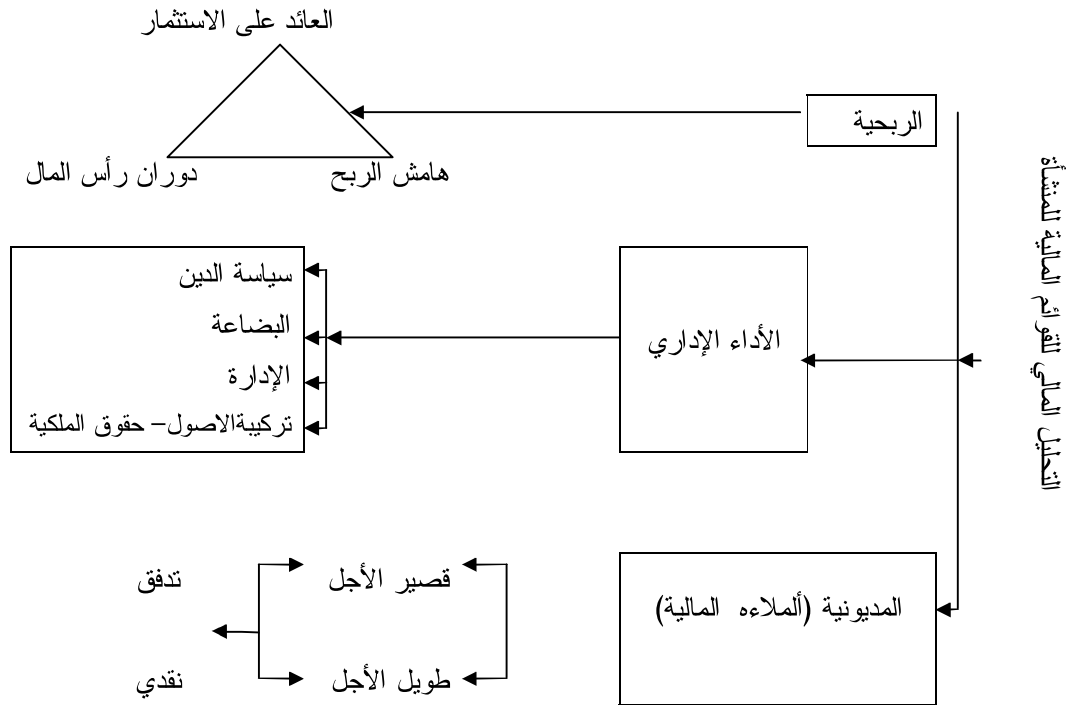 العائد على الاستثمار
الربحية
هامش الربح
دوران رأس المال
التحليل المالي للقوائم المالية للمنشأة
الأداء الإداري
سياسة الدين
البضاعة
الإدارة
تركيبةالاصول– حقوق الملكية
المديونية (ألملاءه المالية)
قصير الأجل
تدفق
طويل الأجل
نقدي